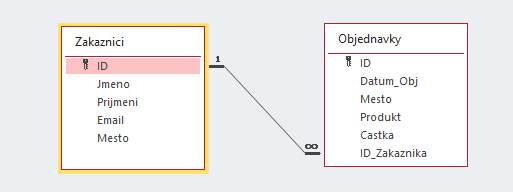 Zakaznici
ID
Jmeno
Prijmeni
Email
Mesto
1
∞
Objednavky
ID
Datum_Obj
Mesto
Produkt
Castka
ID_Zakaznika